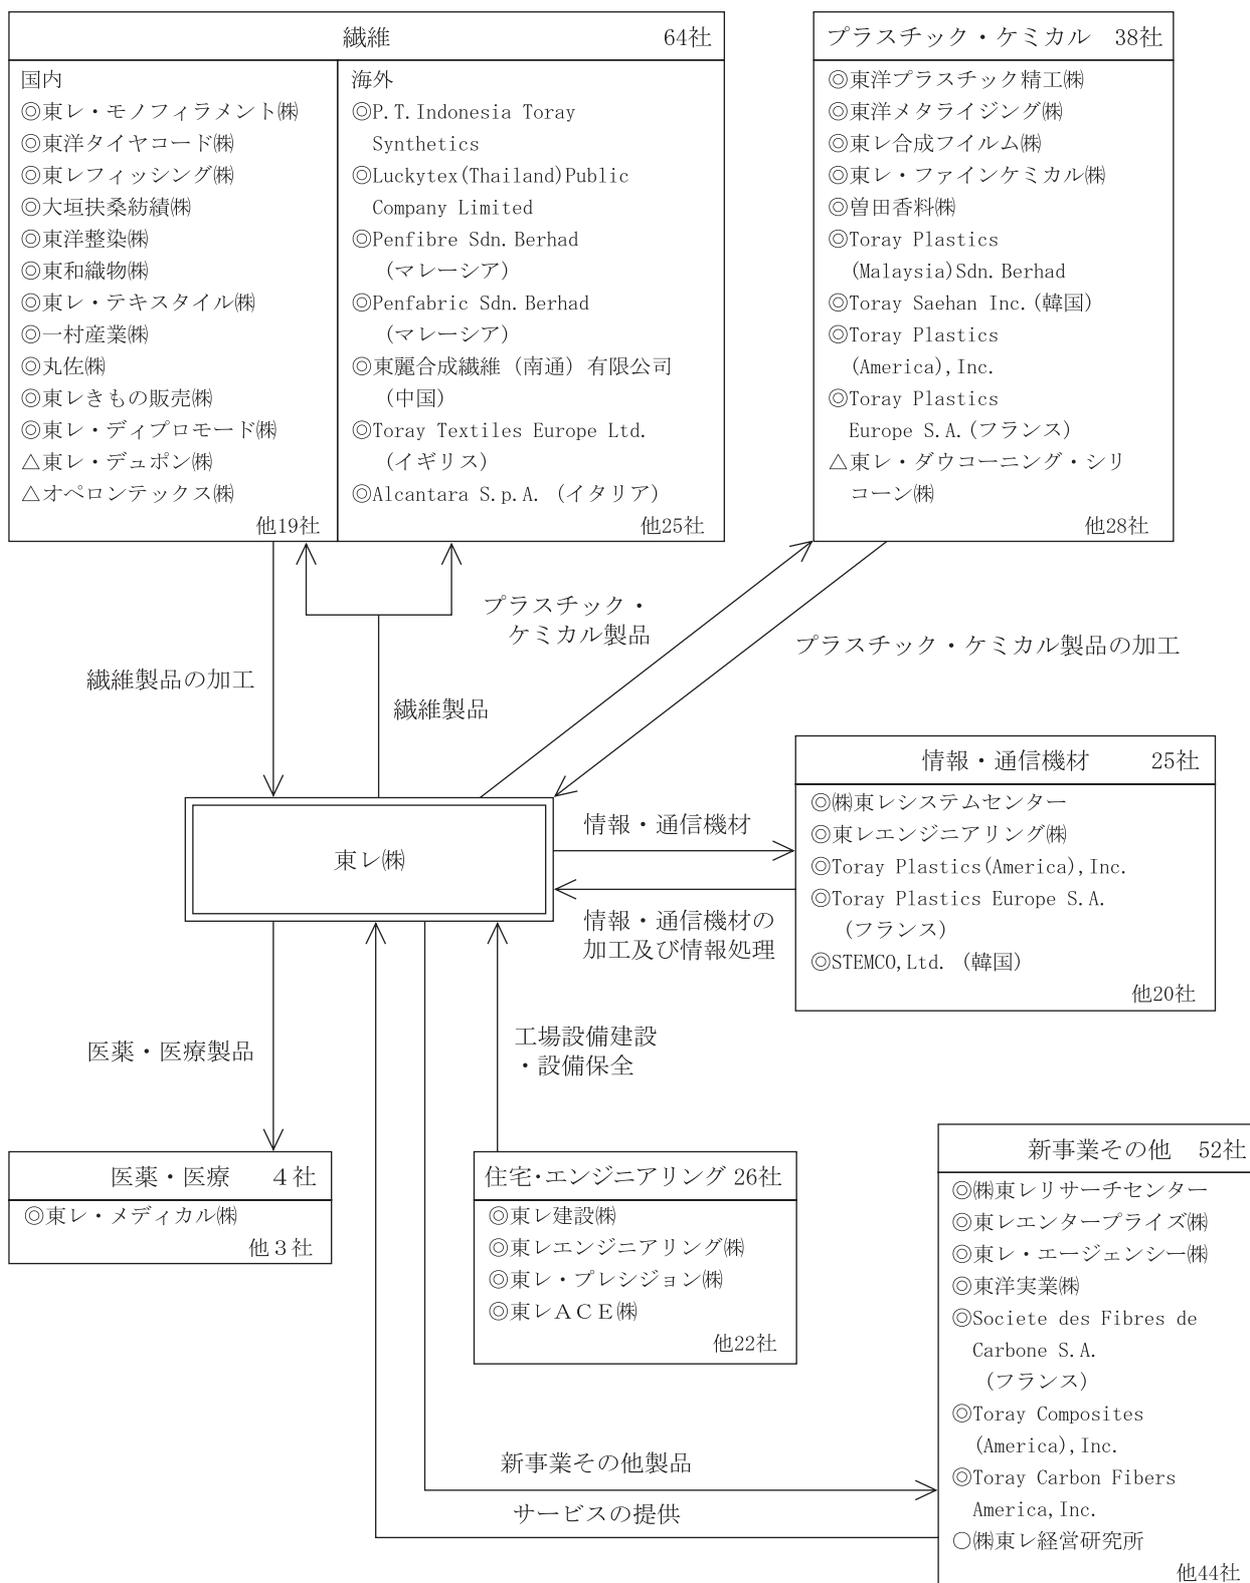 繊維 64社
国内
◎東レ・モノフィラメント㈱
◎東洋タイヤコード㈱
◎東レフィッシング㈱
◎大垣扶桑紡績㈱
◎東洋整染㈱
◎東和織物㈱
◎東レ・テキスタイル㈱
◎一村産業㈱
◎丸佐㈱
◎東レきもの販売㈱
◎東レ・ディプロモード㈱
△東レ・デュポン㈱
△オペロンテックス㈱
他19社
海外
◎P.T.Indonesia Toray
Synthetics
◎Luckytex(Thailand)Public
Company Limited
◎Penfibre Sdn.Berhad
（マレーシア）
◎Penfabric Sdn.Berhad
（マレーシア）
◎東麗合成繊維（南通）有限公司
（中国）
◎Toray Textiles Europe Ltd.
（イギリス）
◎Alcantara S.p.A.（イタリア）
他25社
プラスチック・ケミカル 38社
◎東洋プラスチック精工㈱
◎東洋メタライジング㈱
◎東レ合成フイルム㈱
◎東レ・ファインケミカル㈱
◎曽田香料㈱
◎Toray Plastics
(Malaysia)Sdn.Berhad
◎Toray Saehan Inc.(韓国)
◎Toray Plastics
(America),Inc.
◎Toray Plastics
Europe S.A.(フランス)
△東レ・ダウコーニング・シリ
コーン㈱
他28社
プラスチック・
ケミカル製品
プラスチック・ケミカル製品の加工
繊維製品の加工
繊維製品
東レ㈱
情報・通信機材
情報・通信機材の
加工及び情報処理
情報・通信機材 25社
◎㈱東レシステムセンター
◎東レエンジニアリング㈱
◎Toray Plastics(America),Inc.
◎Toray Plastics Europe S.A.
（フランス）
◎STEMCO,Ltd.（韓国）
他20社
医薬・医療製品
工場設備建設
・設備保全
医薬・医療 ４社
◎東レ・メディカル㈱
他３社
住宅・エンジニアリング 26社
◎東レ建設㈱
◎東レエンジニアリング㈱
◎東レ・プレシジョン㈱
◎東レＡＣＥ㈱
他22社
新事業その他 52社
◎㈱東レリサーチセンター
◎東レエンタープライズ㈱
◎東レ・エージェンシー㈱
◎東洋実業㈱
◎Societe des Fibres de
Carbone S.A.
（フランス）
◎Toray Composites
(America),Inc.
◎Toray Carbon Fibers
America,Inc.
○㈱東レ経営研究所
他44社
新事業その他製品
サービスの提供